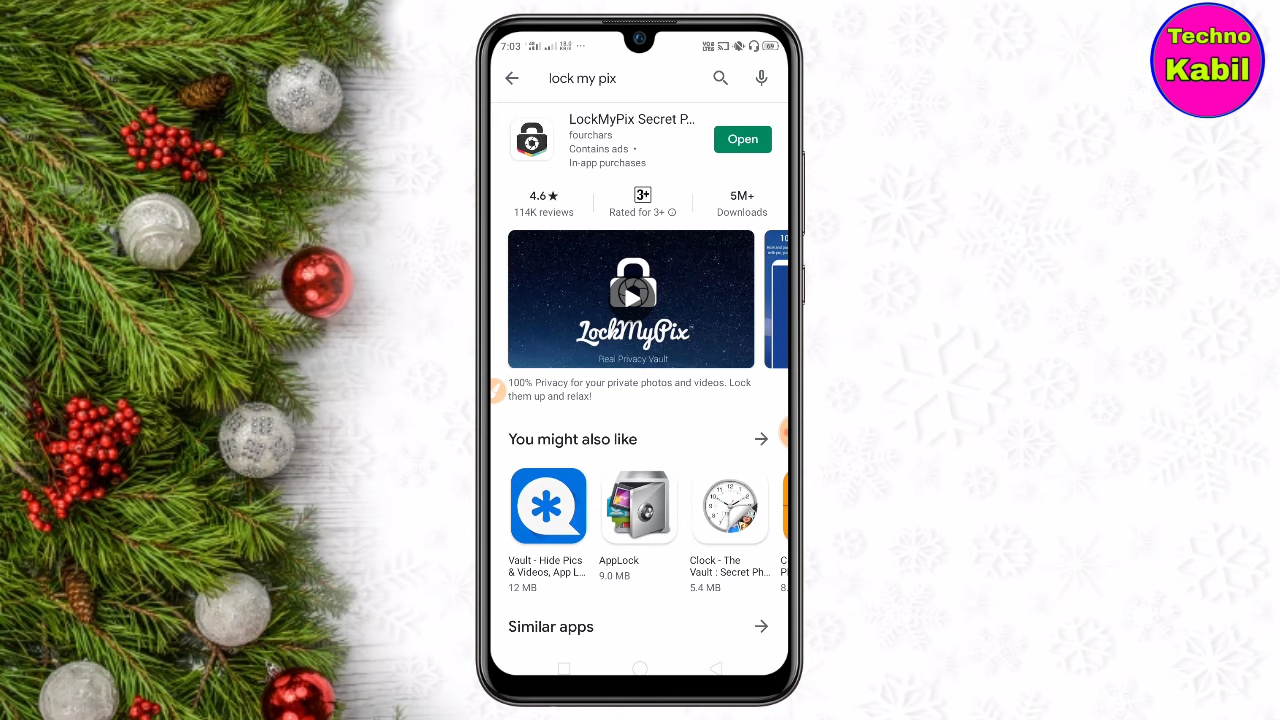 Techno
Kabil
7:03
lock my pix
LockMyPix Secret P...
fourchars
Contains ads •
In-app purchases
Open
4.6★
114K reviews
3+
Rated for 3+
5M+
Downloads
10
LockMyPix
Real Privacy Vault
100% Privacy for your private photos and videos. Lock
them up and relax!
You might also like
Vault - Hide Pics
& Videos, App L...
12 MB
AppLock
9.0 MB
Clock - The
Vault : Secret Ph...
5.4 MB
C
P
8.
Similar apps